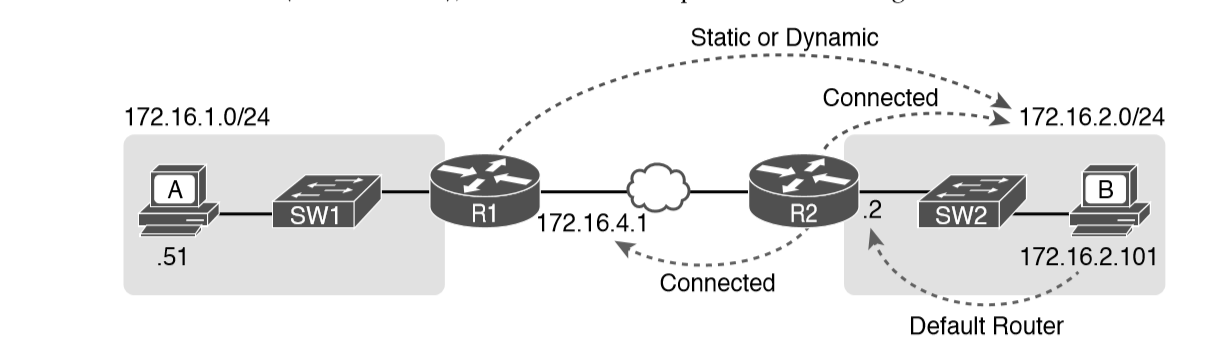 Static or Dynamic
Connected
172.16.1.0/24
172.16.2.0/24
A
SW1
R1
172.16.4.1
R2
.2
SW2
B
.51
172.16.2.101
Connected
Default Router